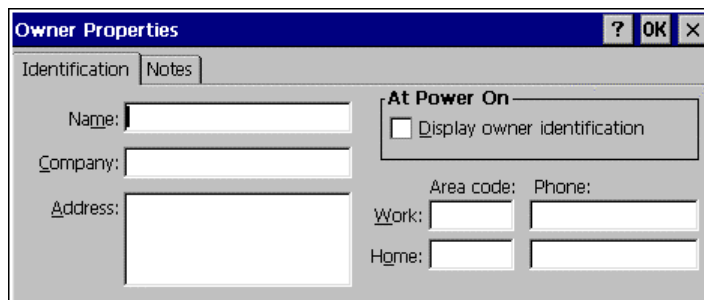 Owner Properties ? OK ×
Identification Notes
Name:
Company:
Address:
At Power On
Display owner identification
Area code: Phone:
Work:
Home: